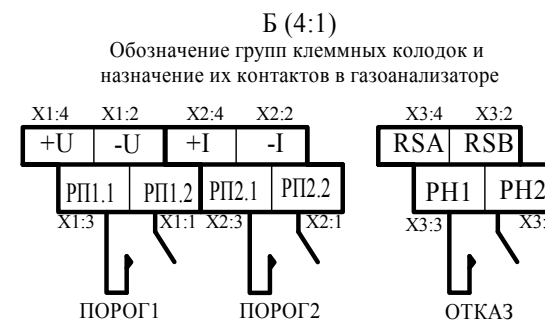 Б (4:1)
Обозначение групп клеммных колодок и
назначение их контактов в газоанализаторе
X1:4 X1:2 X2:4 X2:2 X3:4 X3:2
+U -U +I -I RSA RSB
РП1.1 РП1.2 РП2.1 РП2.2 РН1 РН2
X1:3 X1:1 X2:3 X2:1 X3:3
ПОРОГ1 ПОРОГ2 ОТКАЗ